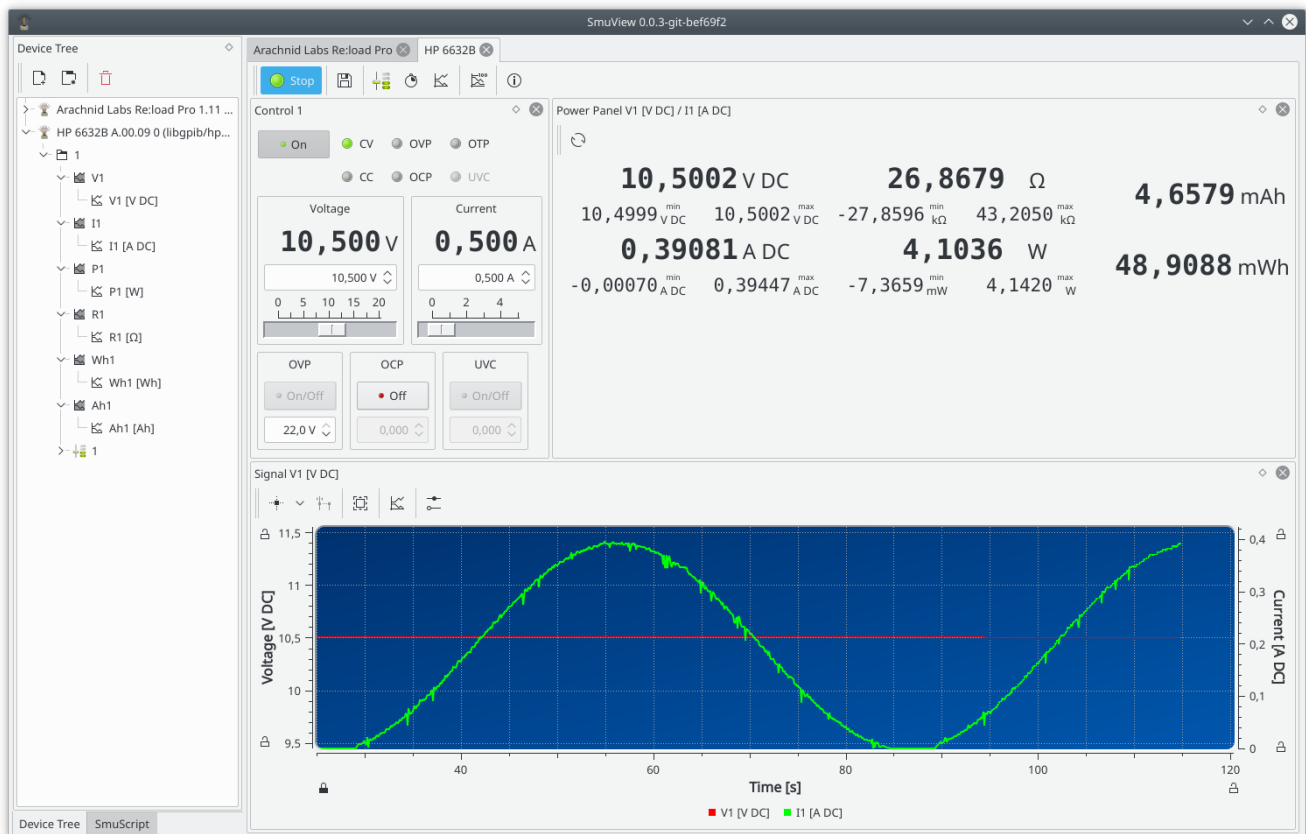 SmuView 0.0.3-git-bef69f2
Device Tree
Arachnid Labs Re:load Pro 1.11 ...
HP 6632B A.00.09 0 (libgpib/hp...
1
V1
V1 [V DC]
I1
I1 [A DC]
P1
P1 [W]
R1
R1 [Ω]
Wh1
Wh1 [Wh]
Ah1
Ah1 [Ah]
1
Device Tree SmuScript
Arachnid Labs Re:load Pro HP 6632B
Stop
Control 1
On CV OVP OTP
CC OCP UVC
Voltage
10,500 V
10,500 V
0 5 10 15 20
Current
0,500 A
0,500 A
0 2 4
OVP
On/Off
22,0 V
OCP
Off
0,000
UVC
On/Off
0,000
Power Panel V1 [V DC] / I1 [A DC]
10,5002 V DC 26,8679 Ω 4,6579 mAh
10,4999 min V DC 10,5002 max V DC -27,8596 min kΩ 43,2050 max kΩ
0,39081 A DC 4,1036 W 48,9088 mWh
-0,00070 min A DC 0,39447 max A DC -7,3659 min mW 4,1420 max W
Signal V1 [V DC]
Voltage [V DC]
11,5
11
10,5
10
9,5
0,4
0,3
0,2
0,1
0
Current [A DC]
40 60 80 100 120
Time [s]
V1 [V DC] I1 [A DC]